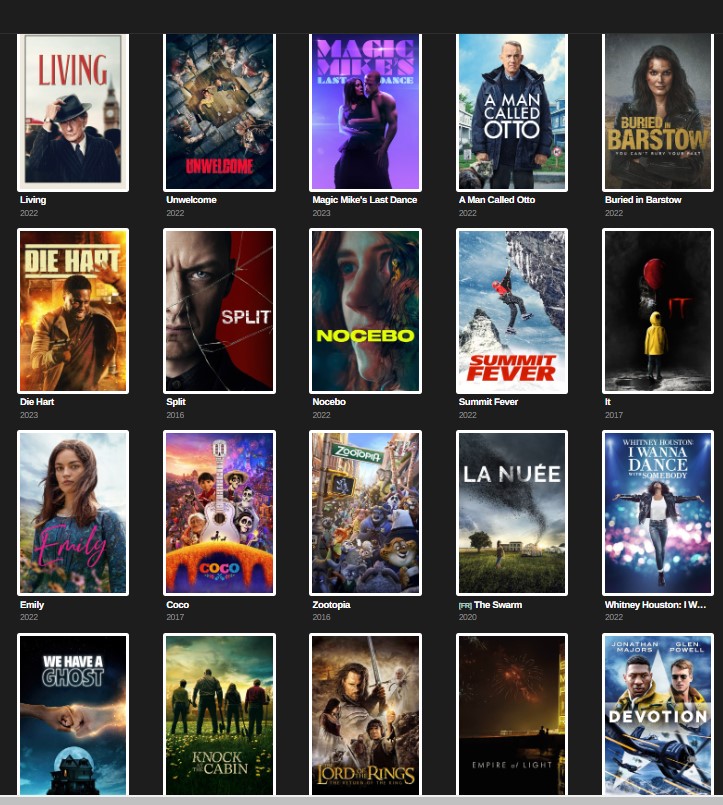 LIVING
UNWELCOME
MAGIC
MIKE'S
LAST DANCE
A MAN
CALLED
OTTO
BURIED IN
BARSTOW
YOU CAN'T BURY YOUR PAST
Living
Unwelcome
Magic Mike's Last Dance
A Man Called Otto
Buried in Barstow
2022
2022
2023
2022
2022
DIE HART
SPLIT
NOCEBO
SUMMIT
FEVER
IT
Die Hart
Split
Nocebo
Summit Fever
It
2023
2016
2022
2022
2017
Emily
COCO
ZOOTOPIA
LA NUÉE
WHITNEY HOUSTON:
I WANNA
DANCE
WITH SOMEBODY
Emily
Coco
Zootopia
[FR] The Swarm
Whitney Houston: I W...
2022
2017
2016
2020
2022
WE HAVE A
GHOST
KNOCK
AT THE
CABIN
THE
LORD OF THE RINGS
THE RETURN OF THE KING
EMPIRE
EMPIRE of LIGHT
JONATHAN
MAJORS
GLEN
POWELL
DEVOTION